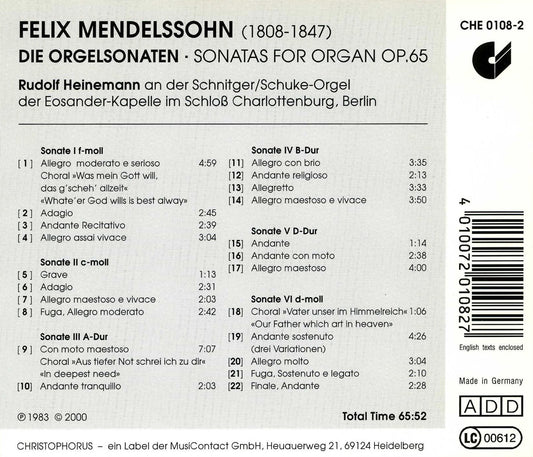 FELIX MENDELSSOHN (1808-1847)
DIE ORGELSONATEN · SONATAS FOR ORGAN OP.65
Rudolf Heinemann an der Schnitger/Schuke-Orgel
der Eosander-Kapelle im Schloß Charlottenburg, Berlin
CHE 0108-2
Sonate I f-moll
[1] Allegro moderato e serioso 4:59
Choral »Was mein Gott will,
das g'scheh' allzeit«
»Whate'er God wills is best alway»
[2] Adagio 2:45
[3] Andante Recitativo 2:39
[4] Allegro assai vivace 3:04
Sonate II c-moll
[5] Grave 1:13
[6] Adagio 2:31
[7] Allegro maestoso e vivace 2:03
[8] Fuga, Allegro moderato 2:42
Sonate III A-Dur
[9] Con moto maestoso 7:07
Choral »Aus tiefer Not schrei ich zu dir«
»In deepest need»
[10] Andante tranquillo 2:03
Sonate IV B-Dur
[11] Allegro con brio 3:35
[12] Andante religioso 2:13
[13] Allegretto 3:33
[14] Allegro maestoso e vivace 3:50
Sonate V D-Dur
[15] Andante 1:14
[16] Andante con moto 2:38
[17] Allegro maestoso 4:00
Sonate VI d-moll
[18] Choral »Vater unser im Himmelreich« 1:06
»Our Father which art in heaven»
[19] Andante sostenuto 4:26
(drei Variationen)
[20] Allegro molto 3:04
[21] Fuga, Sostenuto e legato 2:10
[22] Finale, Andante 2:28
℗ 1983 © 2000
Total Time 65:52
CHRISTOPHORUS – ein Label der MusiContact GmbH, Heuauerweg 21, 69124 Heidelberg
4 010072 010827
English texts enclosed
Made in Germany
A D D
LC 00612